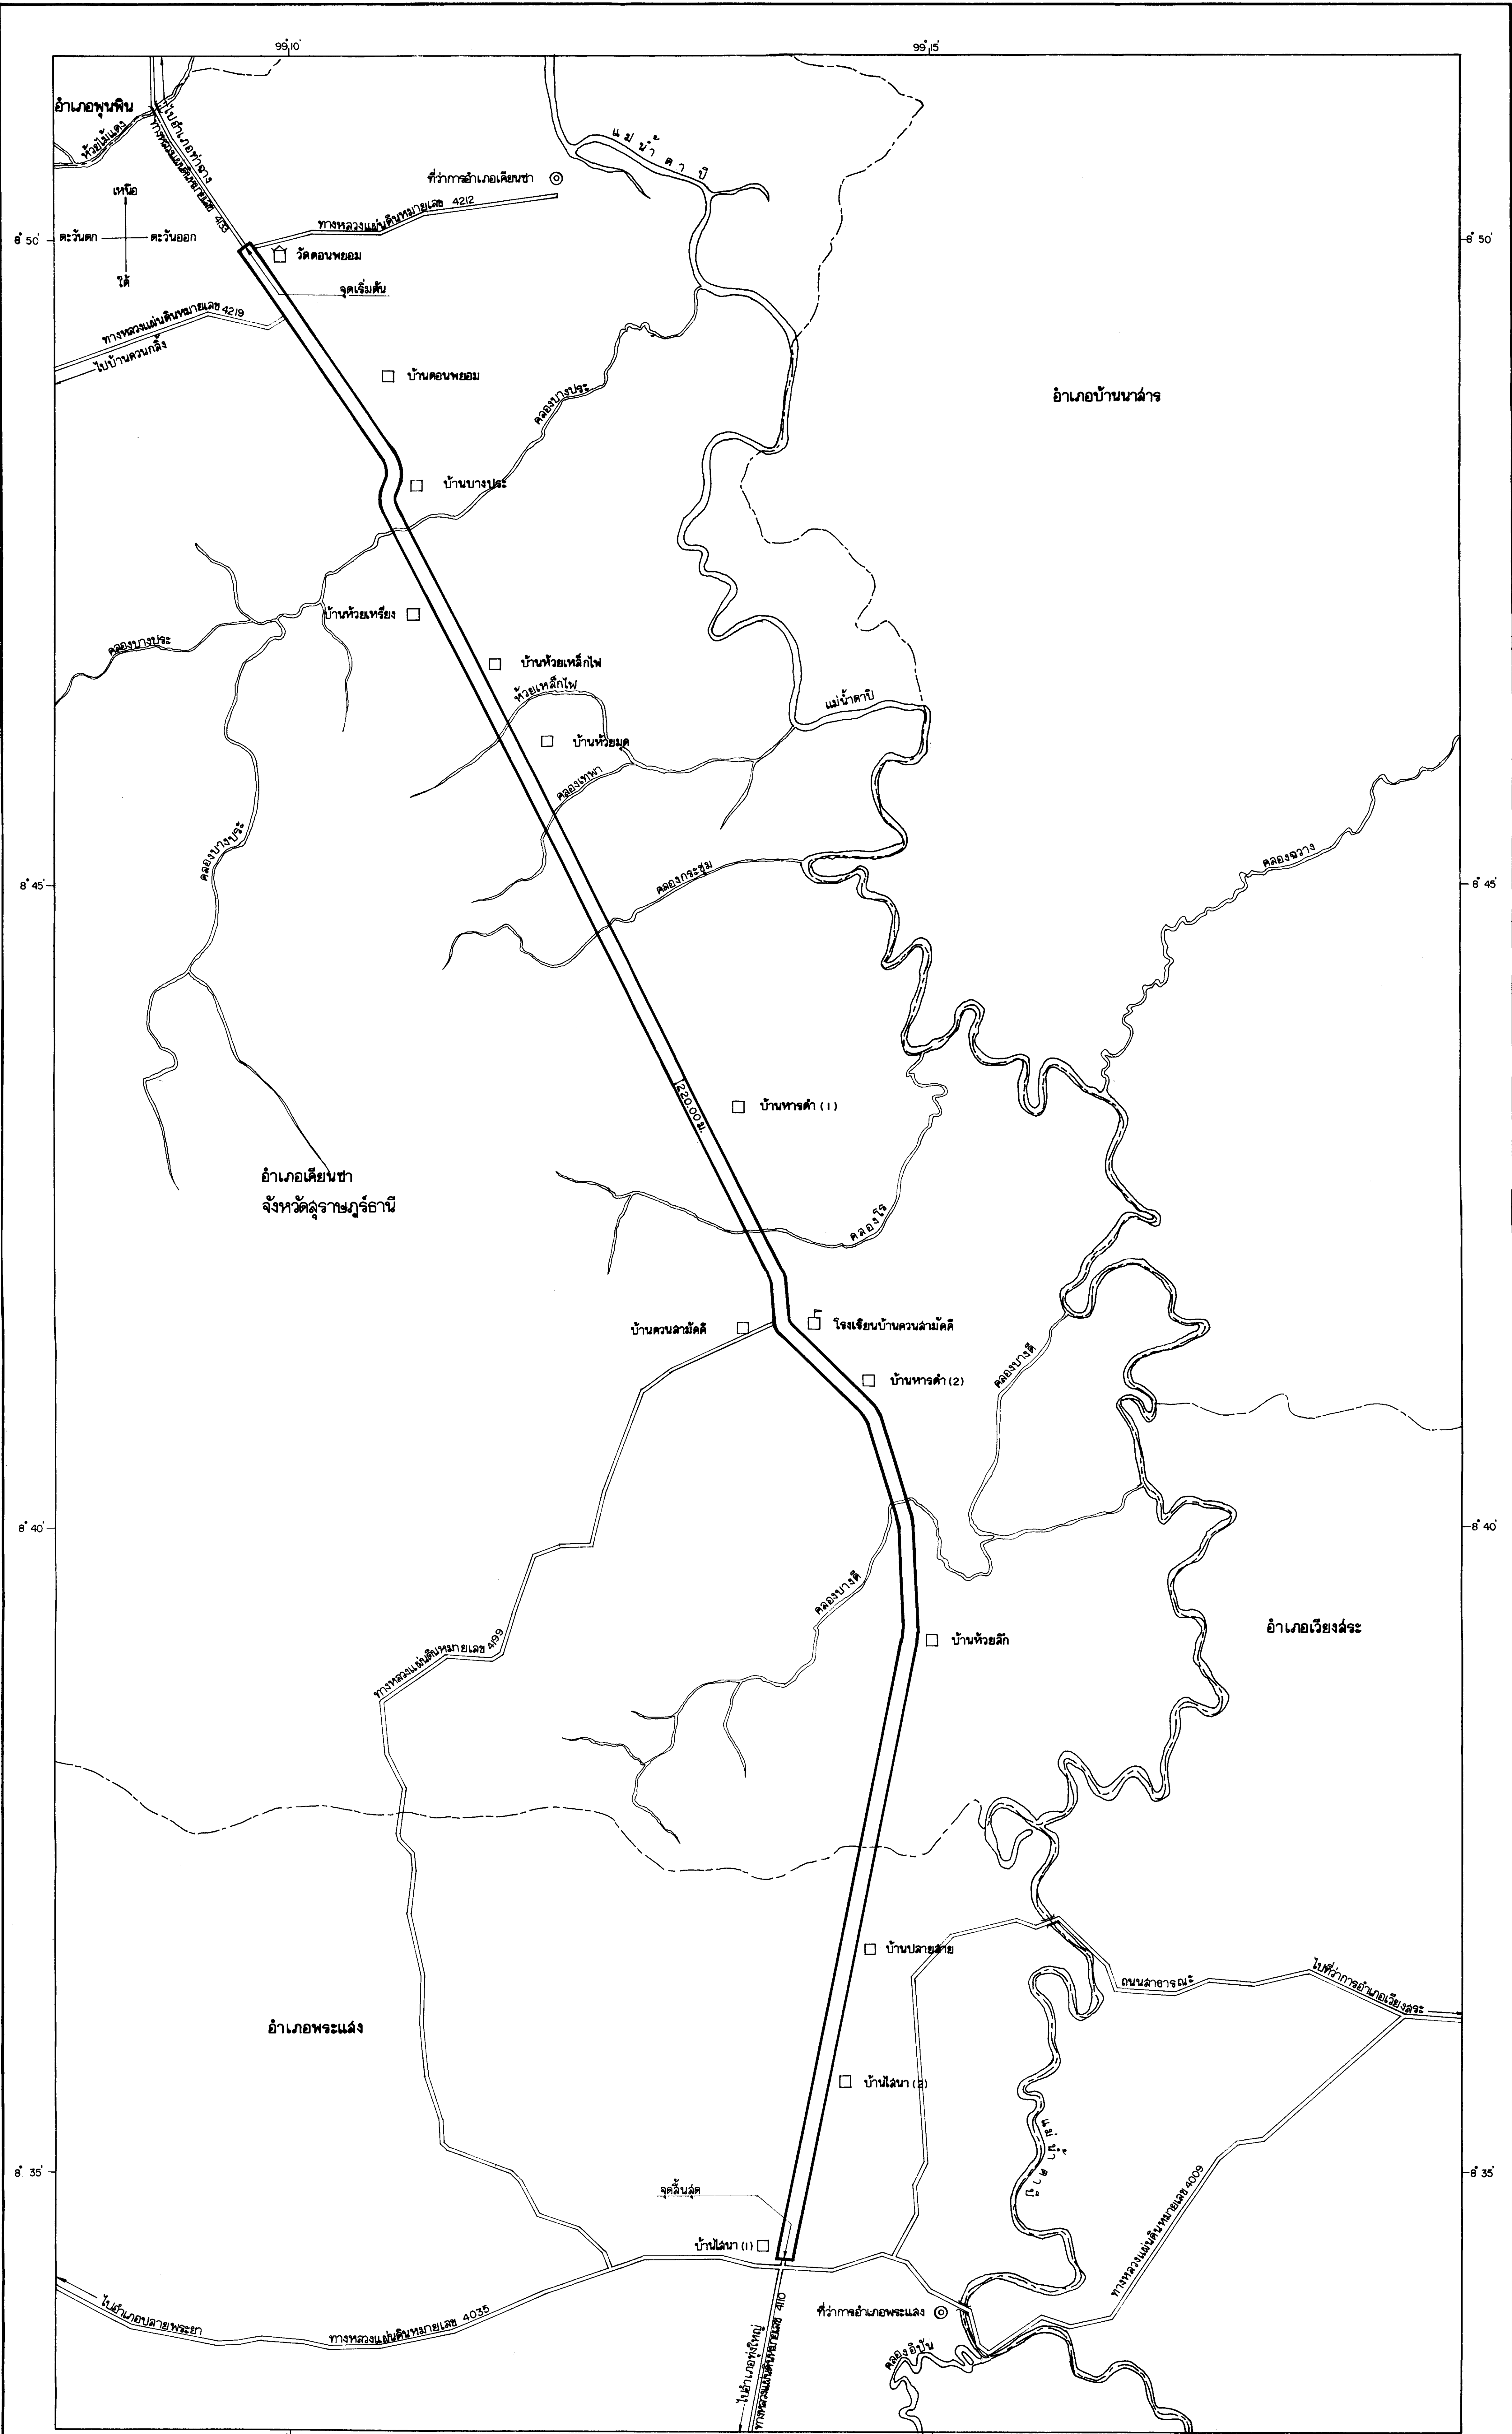 99° 10'
99° 15'
อำเภอพุนพิน
ห้วยไม้แดง
ไปอำเภอท่าฉาง
ทางหลวงแผ่นดินหมายเลข 4133
แม่น้ำตาปี
ที่ว่าการอำเภอเคียนซา
เหนือ
ตะวันตก
ตะวันออก
ใต้
ทางหลวงแผ่นดินหมายเลข 4212
8° 50'
8° 50'
วัดดอนพยอม
จุดเริ่มต้น
ทางหลวงแผ่นดินหมายเลข 4219
ไปบ้านควนกลิ้ง
บ้านดอนพยอม
คลองบางประ
อำเภอบ้านนาสาร
บ้านบางประ
บ้านห้วยเหรียง
คลองบางประ
บ้านห้วยเหล็กไฟ
ห้วยเหล็กไฟ
แม่น้ำตาปี
บ้านห้วยมุด
คลองเทพา
คลองบางประ
คลองกระชุม
คลองฉวาง
8° 45'
8° 45'
220.00 ม.
บ้านหารดำ (1)
อำเภอเคียนซา
จังหวัดสุราษฎร์ธานี
คลองโร
บ้านควนสามัคคี
โรงเรียนบ้านควนสามัคคี
คลองบางดี
บ้านหารดำ (2)
8° 40'
8° 40'
คลองบางดี
อำเภอเวียงสระ
ทางหลวงแผ่นดินหมายเลข 4199
บ้านห้วยลึก
บ้านปลายสาย
ถนนสาธารณะ
ไปที่ว่าการอำเภอเวียงสระ
อำเภอพระแสง
บ้านไสนา (2)
แม่น้ำตาปี
8° 35'
8° 35'
จุดสิ้นสุด
ทางหลวงแผ่นดินหมายเลข 4009
บ้านไสนา (1)
ไปอำเภอปลายพระยา
ทางหลวงแผ่นดินหมายเลข 4035
ที่ว่าการอำเภอพระแสง
ไปอำเภอทุ่งใหญ่
ทางหลวงแผ่นดินหมายเลข 4110
คลองอิปัน